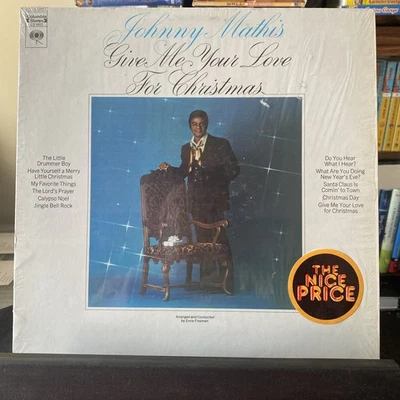 Johnny Mathis
Give Me Your Love
For Christmas
The Little
Drummer Boy
Have Yourself a Merry
Little Christmas
My Favorite Things
The Lord's Prayer
Calypso Noel
Jingle Bell Rock
Do You Hear
What I Hear?
What Are You Doing
New Year's Eve?
Santa Claus Is
Comin' to Town
Christmas Day
Give Me Your Love
for Christmas
THE
NICE
PRICE
Arranged and Conducted
by Ernie Freeman